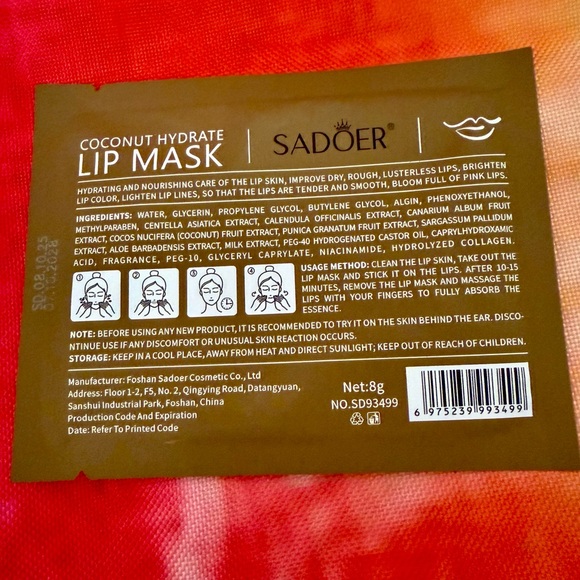 COCONUT HYDRATE
LIP MASK
SADOER®
HYDRATING AND NOURISHING CARE OF THE LIP SKIN, IMPROVE DRY, ROUGH, LUSTERLESS LIPS, BRIGHTEN
LIP COLOR, LIGHTEN LIP LINES, SO THAT THE LIPS ARE TENDER AND SMOOTH, BLOOM FULL OF PINK LIPS.
INGREDIENTS: WATER, GLYCERIN, PROPYLENE GLYCOL, BUTYLENE GLYCOL, ALGIN, PHENOXYETHANOL,
METHYLPARABEN, CENTELLA ASIATICA EXTRACT, CALENDULA OFFICINALIS EXTRACT, CANARIUM ALBUM FRUIT
EXTRACT, COCOS NUCIFERA (COCONUT) FRUIT EXTRACT, PUNICA GRANATUM FRUIT EXTRACT, SARGASSUM PALLIDUM
EXTRACT, ALOE BARBADENSIS EXTRACT, MILK EXTRACT, PEG-40 HYDROGENATED CASTOR OIL, CAPRYLHYDROXAMIC
ACID, FRAGRANCE, PEG-10, GLYCERYL CAPRYLATE, NIACINAMIDE, HYDROLYZED COLLAGEN.
1 2 3 4
USAGE METHOD: CLEAN THE LIP SKIN, TAKE OUT THE
LIP MASK AND STICK IT ON THE LIPS. AFTER 10-15
MINUTES, REMOVE THE LIP MASK AND MASSAGE THE
LIPS WITH YOUR FINGERS TO FULLY ABSORB THE
ESSENCE.
NOTE: BEFORE USING ANY NEW PRODUCT, IT IS RECOMMENDED TO TRY IT ON THE SKIN BEHIND THE EAR. DISCO-
NTINUE USE IF ANY DISCOMFORT OR UNUSUAL SKIN REACTION OCCURS.
STORAGE: KEEP IN A COOL PLACE, AWAY FROM HEAT AND DIRECT SUNLIGHT; KEEP OUT OF REACH OF CHILDREN.
Manufacturer: Foshan Sadoer Cosmetic Co., Ltd
Address: Floor 1-2, F5, No. 2, Qingying Road, Datangyuan,
Sanshui Industrial Park, Foshan, China
Production Code And Expiration
Date: Refer To Printed Code
Net:8g
NO.SD93499
6 975239 993499